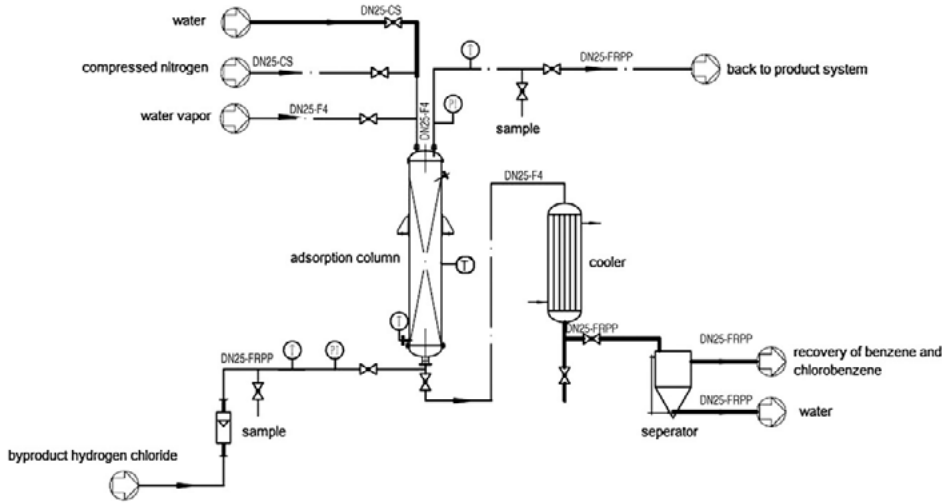 water
DN25-CS
compressed nitrogen
DN25-CS
T
DN25-FRPP
back to product system
water vapor
DN25-F4
DN25-F4
PI
sample
DN25-F4
adsorption column
T
cooler
T
DN25-FRPP
DN25-FRPP
T
PI
DN25-FRPP
recovery of benzene and
chlorobenzene
DN25-FRPP
water
sample
seperator
byproduct hydrogen chloride